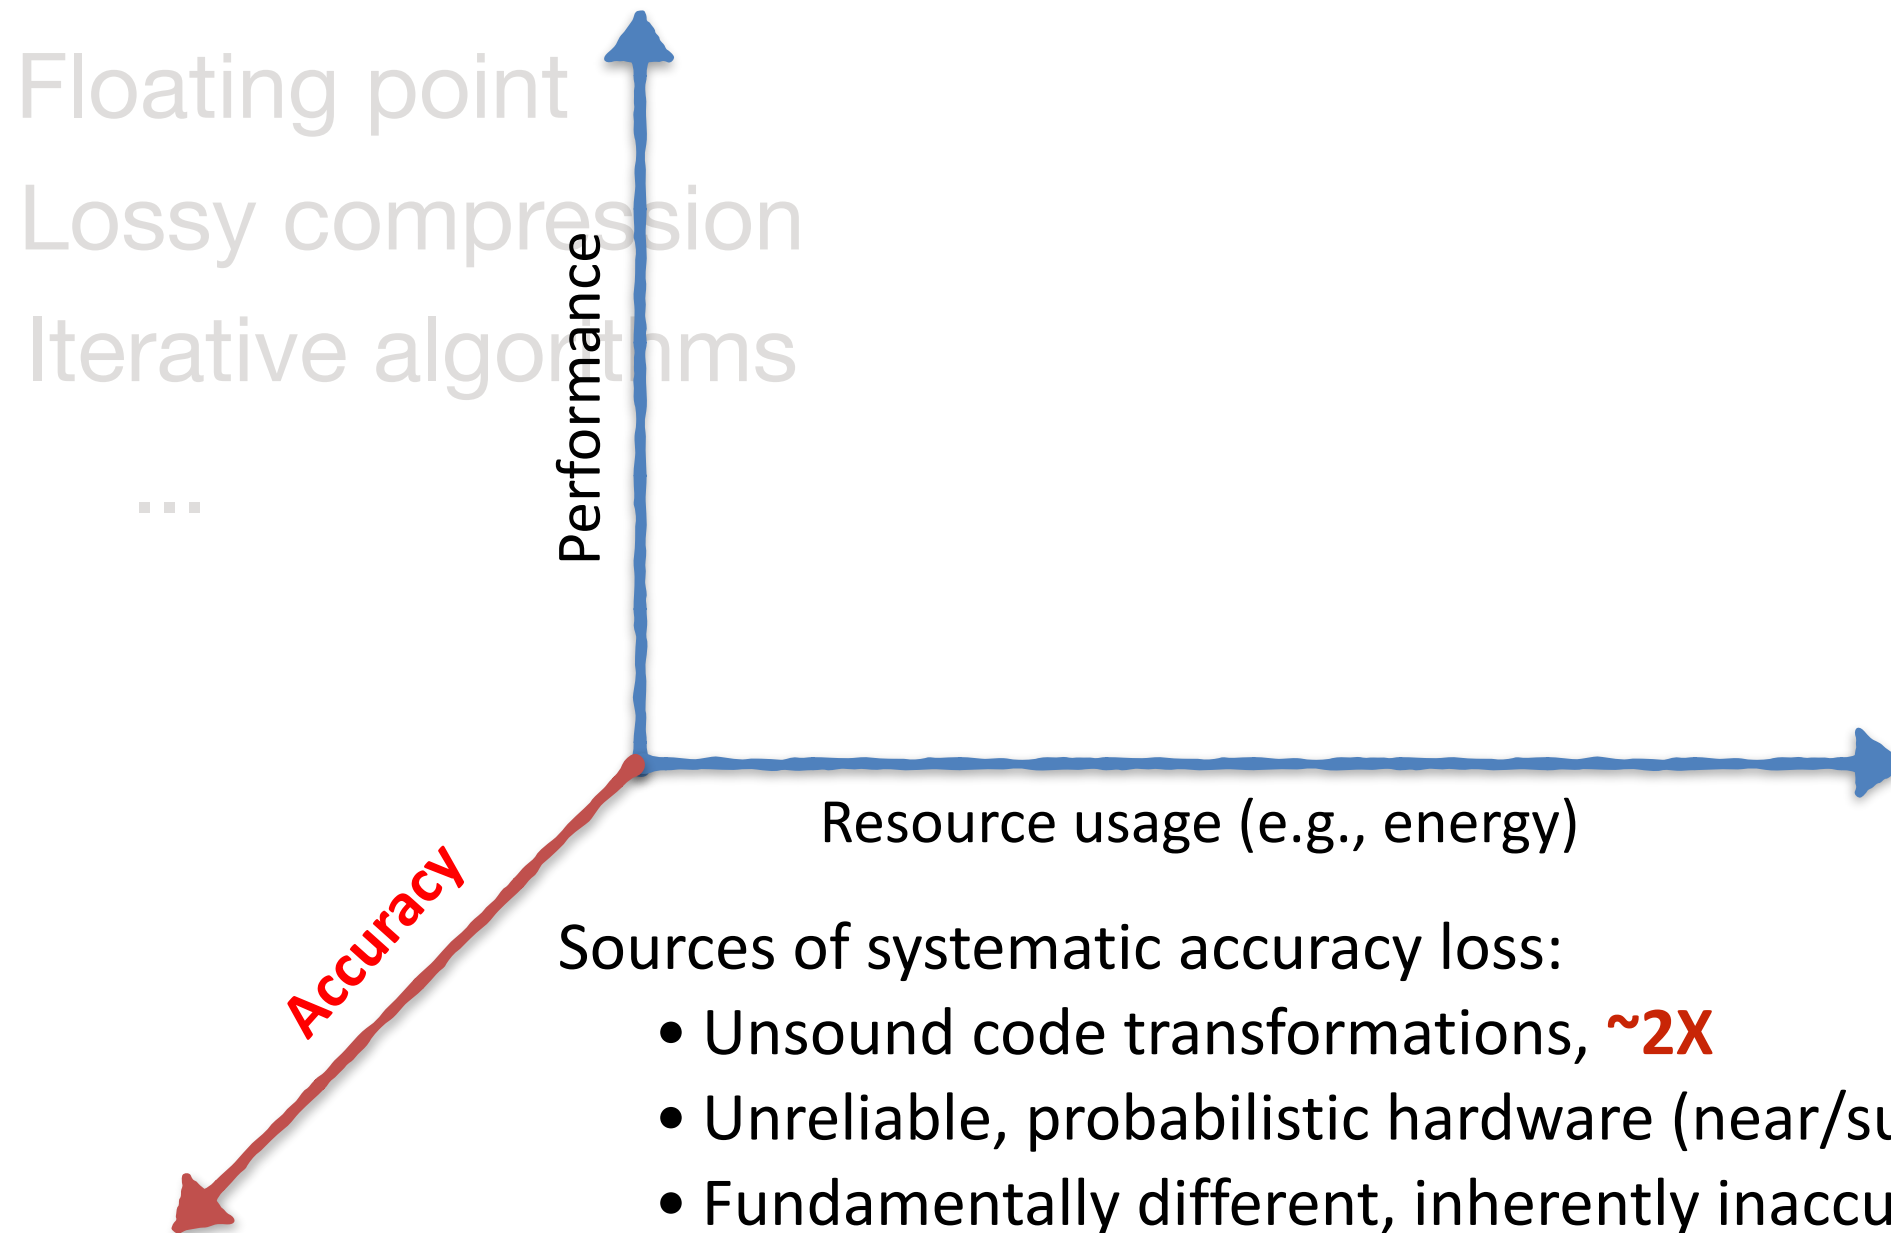 Floating point
Lossy compression
Iterative algorithms
...
Performance
Resource usage (e.g., energy)
Accuracy
Sources of systematic accuracy loss:
• Unsound code transformations, ~2X
• Unreliable, probabilistic hardware
• Fundamentally different, inherently